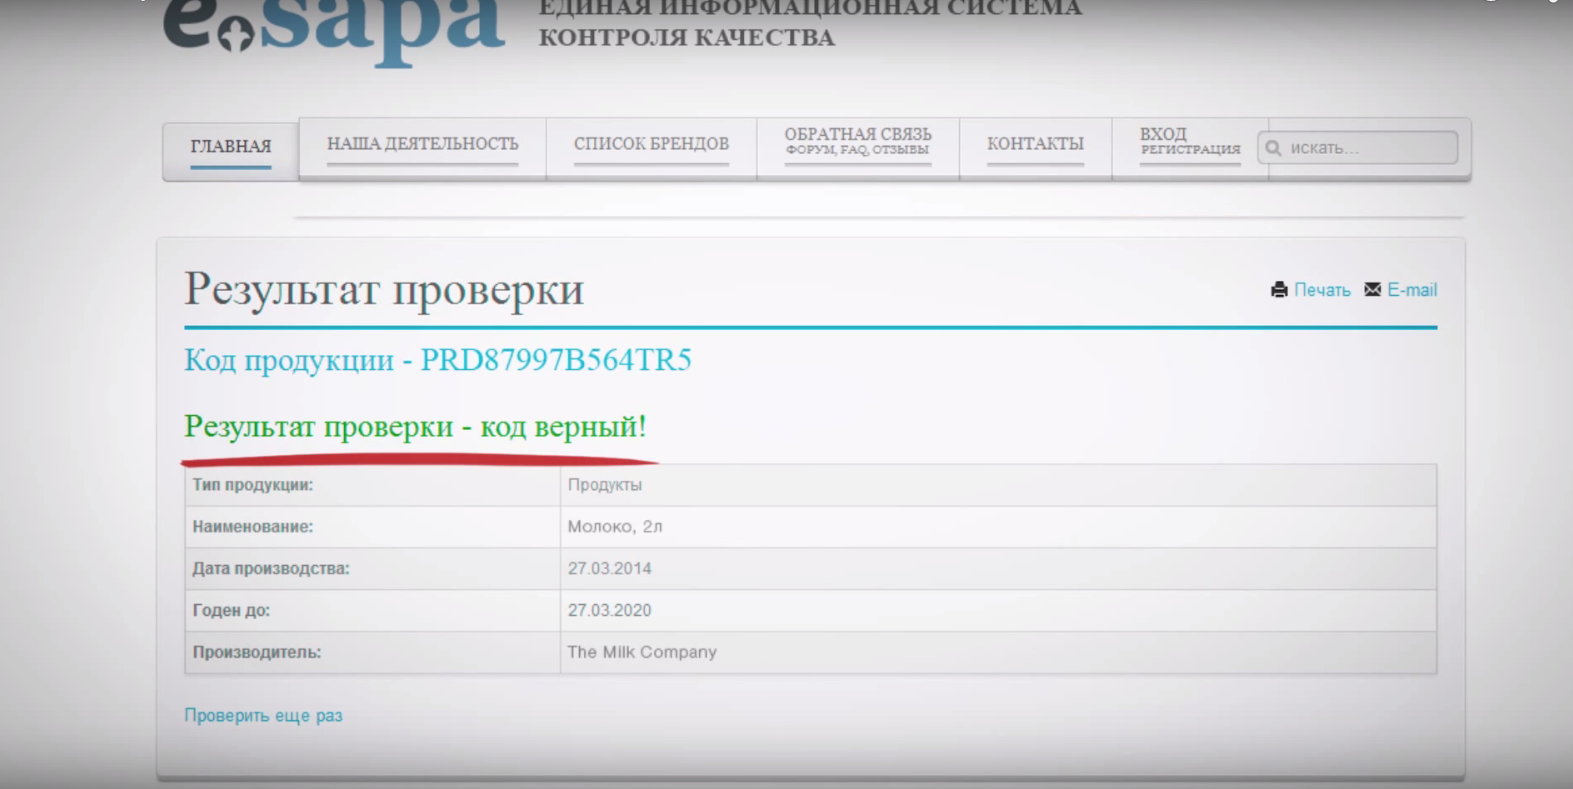 e.sapa
ЕДИНАЯ ИНФОРМАЦИОННАЯ СИСТЕМА
КОНТРОЛЯ КАЧЕСТВА
ГЛАВНАЯ
НАША ДЕЯТЕЛЬНОСТЬ
СПИСОК БРЕНДОВ
ОБРАТНАЯ СВЯЗЬ
ФОРУМ, FAQ, ОТЗЫВЫ
КОНТАКТЫ
ВХОД
РЕГИСТРАЦИЯ
искать...
Результат проверки
Печать E-mail
Код продукции - PRD87997B564TR5
Результат проверки - код верный!
Тип продукции: Продукты
Наименование: Молоко, 2л
Дата производства: 27.03.2014
Годен до: 27.03.2020
Производитель: The Milk Company
Проверить еще раз